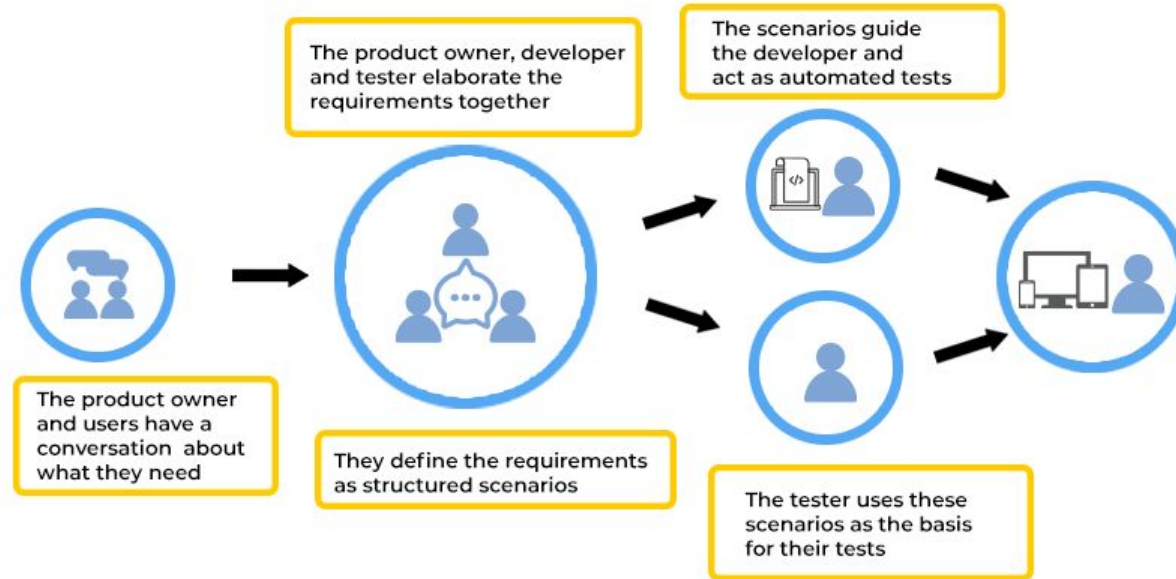 The product owner, developer
and tester elaborate the
requirements together
The scenarios guide
the developer and
act as automated tests
</>
The product owner
and users have a
conversation about
what they need
They define the requirements
as structured scenarios
The tester uses these
scenarios as the basis
for their tests